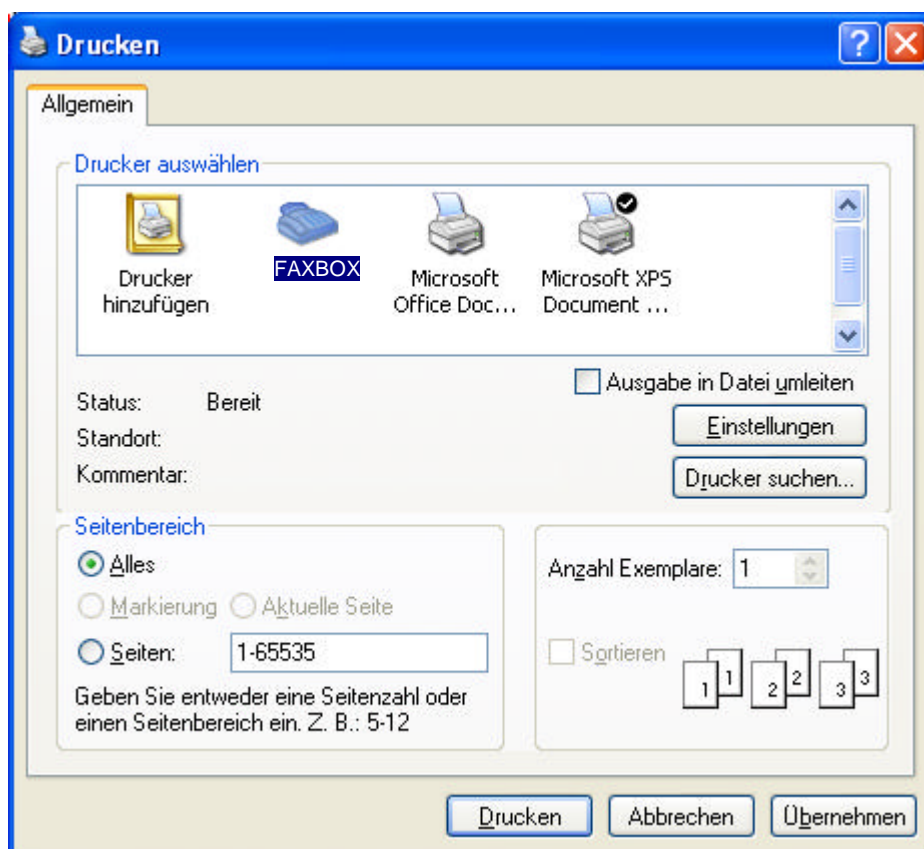 Drucken
Allgemein
Drucker auswählen
Drucker
hinzufügen
FAXBOX
Microsoft
Office Doc...
Microsoft XPS
Document ...
Ausgabe in Datei umleiten
Status: Bereit
Standort:
Kommentar:
Einstellungen
Drucker suchen...
Seitenbereich
Alles
Markierung Aktuelle Seite
Seiten: 1-65535
Geben Sie entweder eine Seitenzahl oder
einen Seitenbereich ein. Z. B.: 5-12
Anzahl Exemplare: 1
Sortieren
1 1 2 2 3 3
Drucken Abbrechen Übernehmen